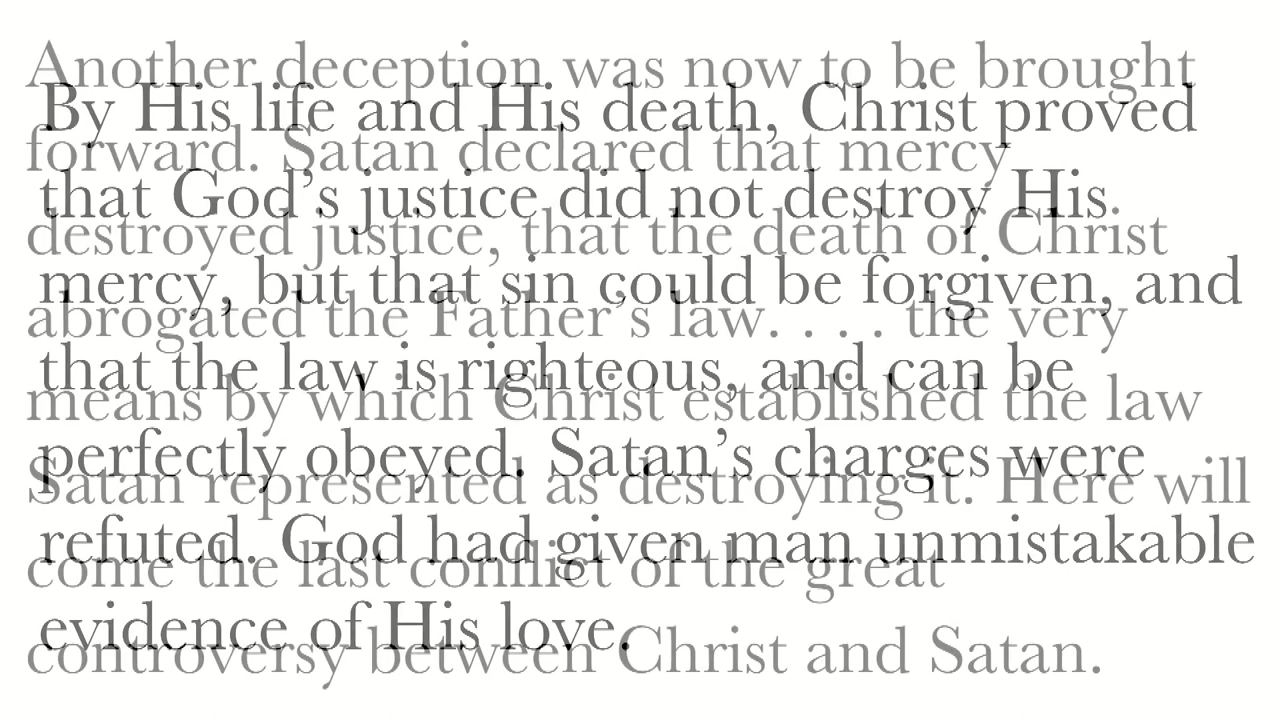 Another deception was now to be brought
By His life and His death, Christ proved
forward. Satan declared that mercy
that God’s justice did not destroy His
destroyed justice, that the death of Christ
mercy, but that sin could be forgiven, and
abrogated the Father’s law. . . . the very
that the law is righteous, and can be
means by which Christ established the law
perfectly obeyed. Satan’s charges were
Satan represented as destroying it. Here will
refuted. God had given man unmistakable
come the last conflict of the great
evidence of His love.
controversy between Christ and Satan.